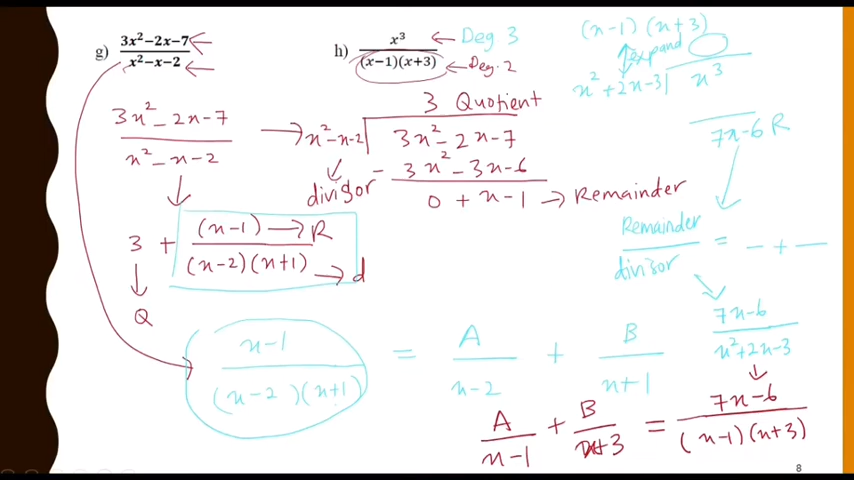 g) 3x²−2x−7 / x²−x−2
h) x³ / (x−1)(x+3)
Deg 3
Deg. 2
(x−1) (x+3)
expand
x²+2x−3 | x³
7x−6 R
3x²−2x−7 / x²−x−2
3 Quotient
x²−x−2 | 3x²−2x−7
− 3x²−3x−6
divisor
0 + x−1 → Remainder
3 + (x−1) → R / (x−2)(x+1) → d
Q
Remainder / divisor = — + —
7x−6 / x²+2x−3
x−1 / (x−2)(x+1) = A / x−2 + B / x+1
A / x−1 + B / x+3 = 7x−6 / (x−1)(x+3)
8